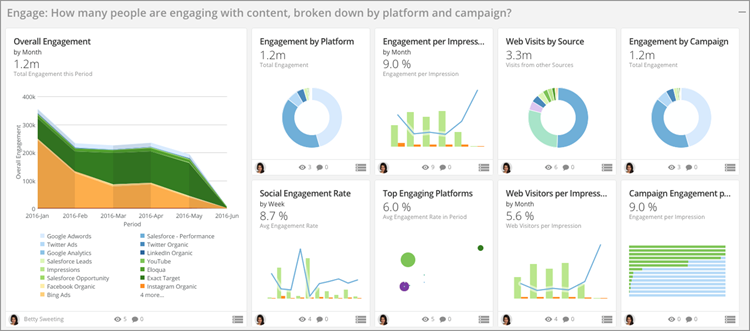 Engage: How many people are engaging with content, broken down by platform and campaign?
Overall Engagement
by Month
1.2m
Total Engagement this Period
400k
300k
200k
100k
0
Overall Engagement
2016-Jan
2016-Feb
2016-Mar
2016-Apr
2016-May
2016-Jun
Period
Google Adwords
Twitter Ads
Google Analytics
Salesforce Leads
Impressions
Salesforce Opportunity
Facebook Organic
Bing Ads
Salesforce - Performance
Twitter Organic
LinkedIn Organic
YouTube
Eloqua
Exact Target
Instagram Organic
4 more...
Betty Sweeting
5
0
Engagement by Platform
1.2m
Total Engagement
3
0
Engagement per Impress...
by Month
9.0 %
Engagement per Impression
9
0
Web Visits by Source
3.3m
Visits from other Sources
4
0
Engagement by Campaign
1.2m
Total Engagement
3
0
Social Engagement Rate
by Week
8.7 %
Avg Engagement Rate
4
0
Top Engaging Platforms
6.0 %
Avg Engagement Rate in Period
5
0
Web Visitors per Impress...
by Month
5.6 %
Web Visitors per Impression
4
0
Campaign Engagement p...
9.0 %
Engagement per Impression
0
0